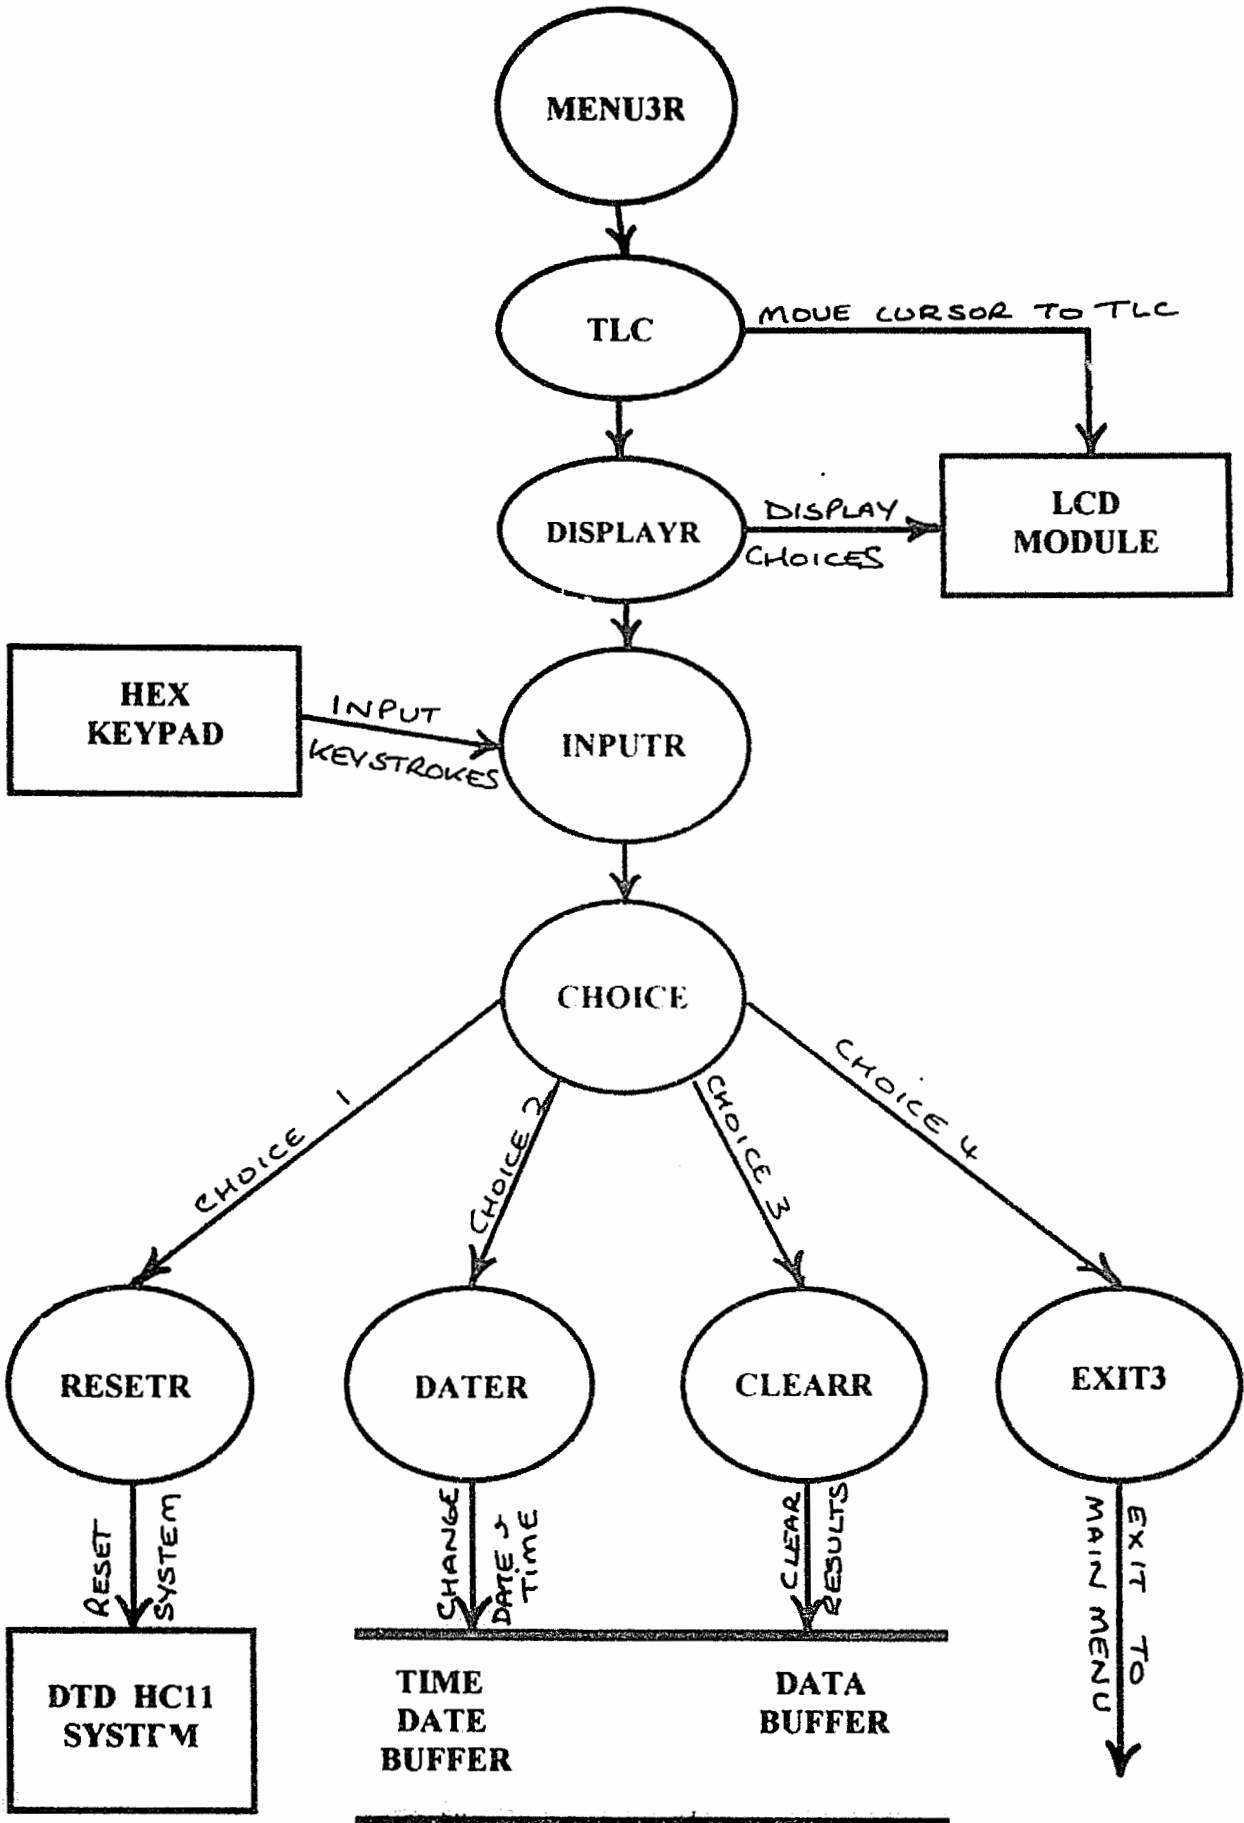 MENU3R
TLC
MOVE CURSOR TO TLC
DISPLAYR
DISPLAY
CHOICES
LCD
MODULE
HEX
KEYPAD
INPUT
KEYSTROKES
INPUTR
CHOICE
CHOICE 1
CHOICE 2
CHOICE 3
CHOICE 4
RESETR
DATER
CLEARR
EXIT3
RESET
SYSTEM
CHANGE
DATE &
TIME
CLEAR
RESULTS
EXIT TO
MAIN MENU
DTD HC11
SYSTEM
TIME
DATE
BUFFER
DATA
BUFFER